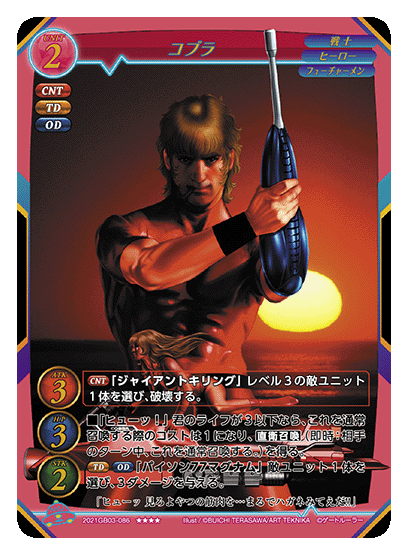 UNIT
2
コブラ
戦士
ヒーロー
フューチャーメン
CNT
TD
OD
ATK
3
HP
3
STK
2
CNT 「ジャイアントキリング」レベル3の敵ユニット
1体を選び、破壊する。
■「ヒューッ!」君のライフが3以下なら、これを通常
召喚する際のコストは1になり、直衛召喚(即時:相手
のターン中、これを通常召喚する。)を得る。
TD OD 「パイソン77マグナム」敵ユニット1体を
選び、3ダメージを与える。
『ヒューッ 見ろよやつの筋肉を…まるでハガネみてえだ!!』
2021GB03-086 ★★★★ Illust / ©BUICHI TERASAWA/ART TEKNIKA ©ゲートルーラー